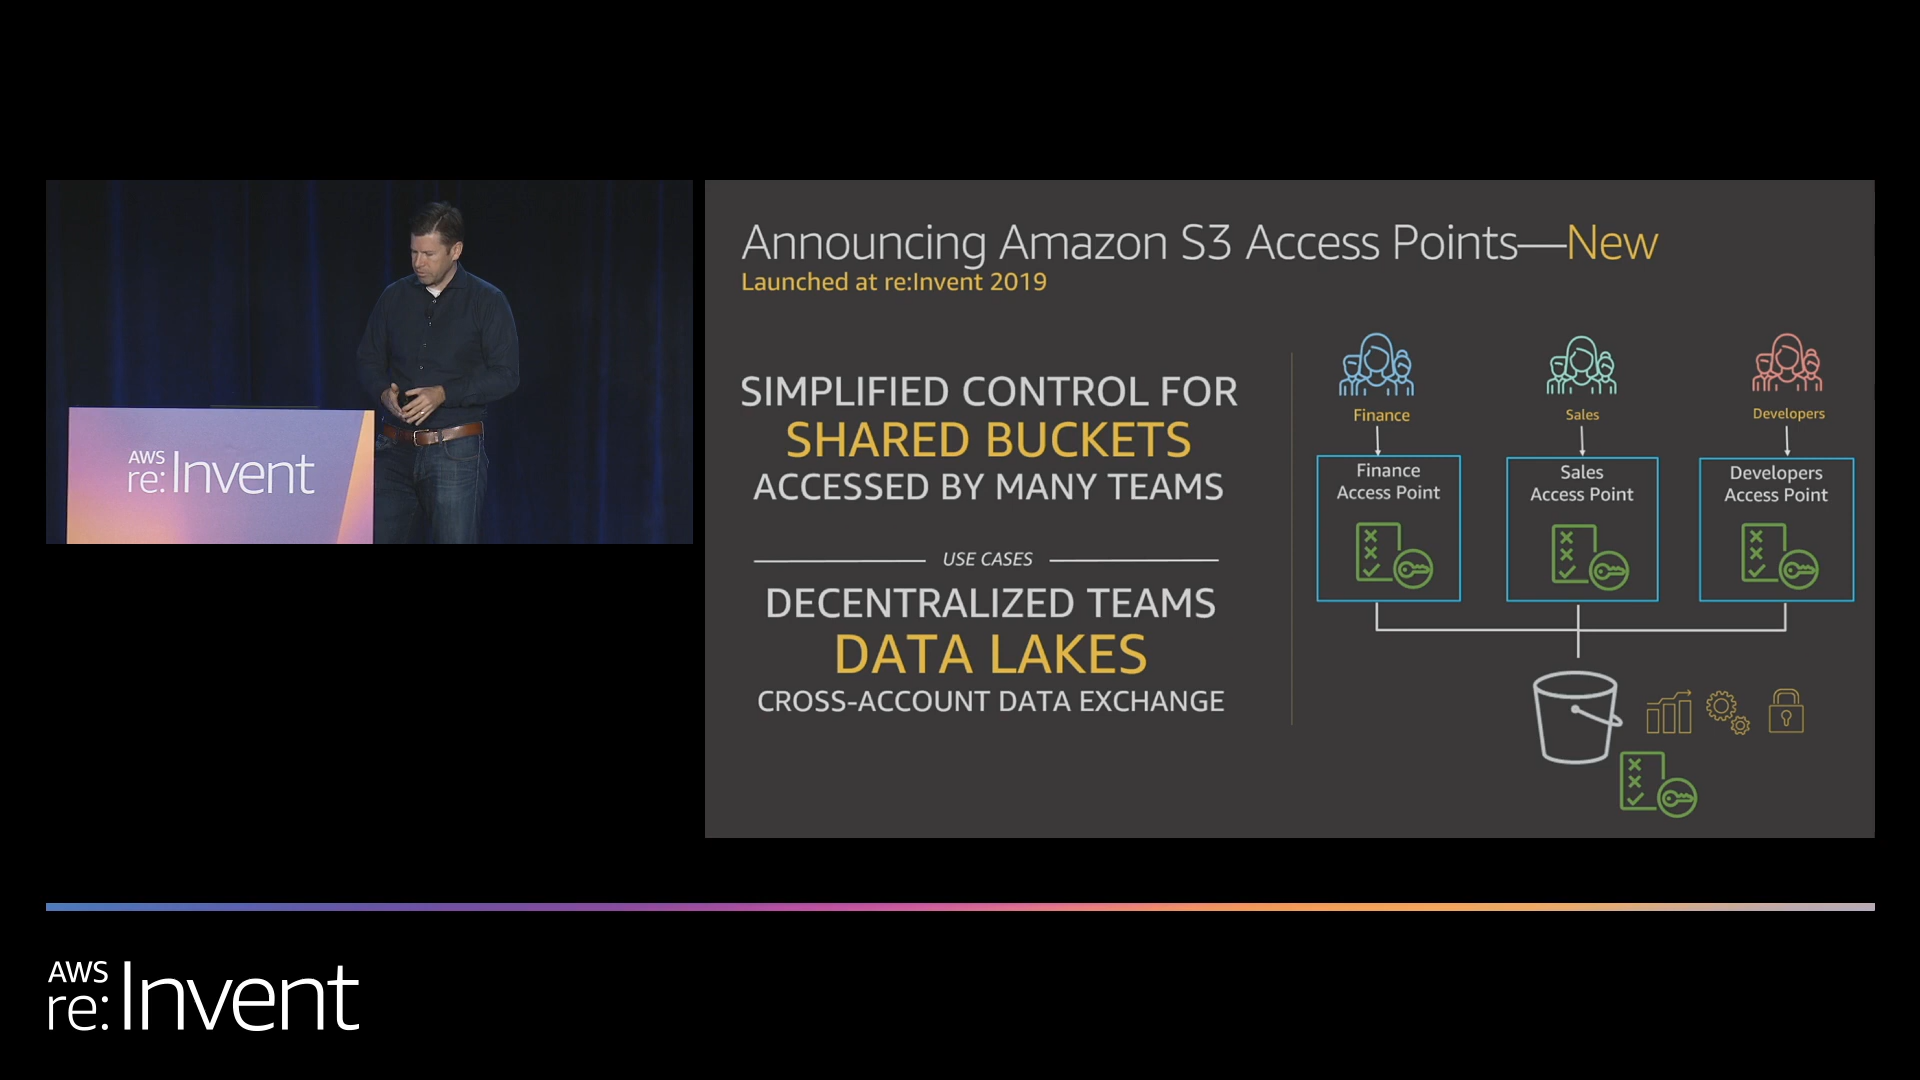 AWS
re:Invent
Announcing Amazon S3 Access Points—New
Launched at re:Invent 2019
SIMPLIFIED CONTROL FOR
SHARED BUCKETS
ACCESSED BY MANY TEAMS
USE CASES
DECENTRALIZED TEAMS
DATA LAKES
CROSS-ACCOUNT DATA EXCHANGE
Finance
Sales
Developers
Finance
Access Point
Sales
Access Point
Developers
Access Point
AWS
re:Invent